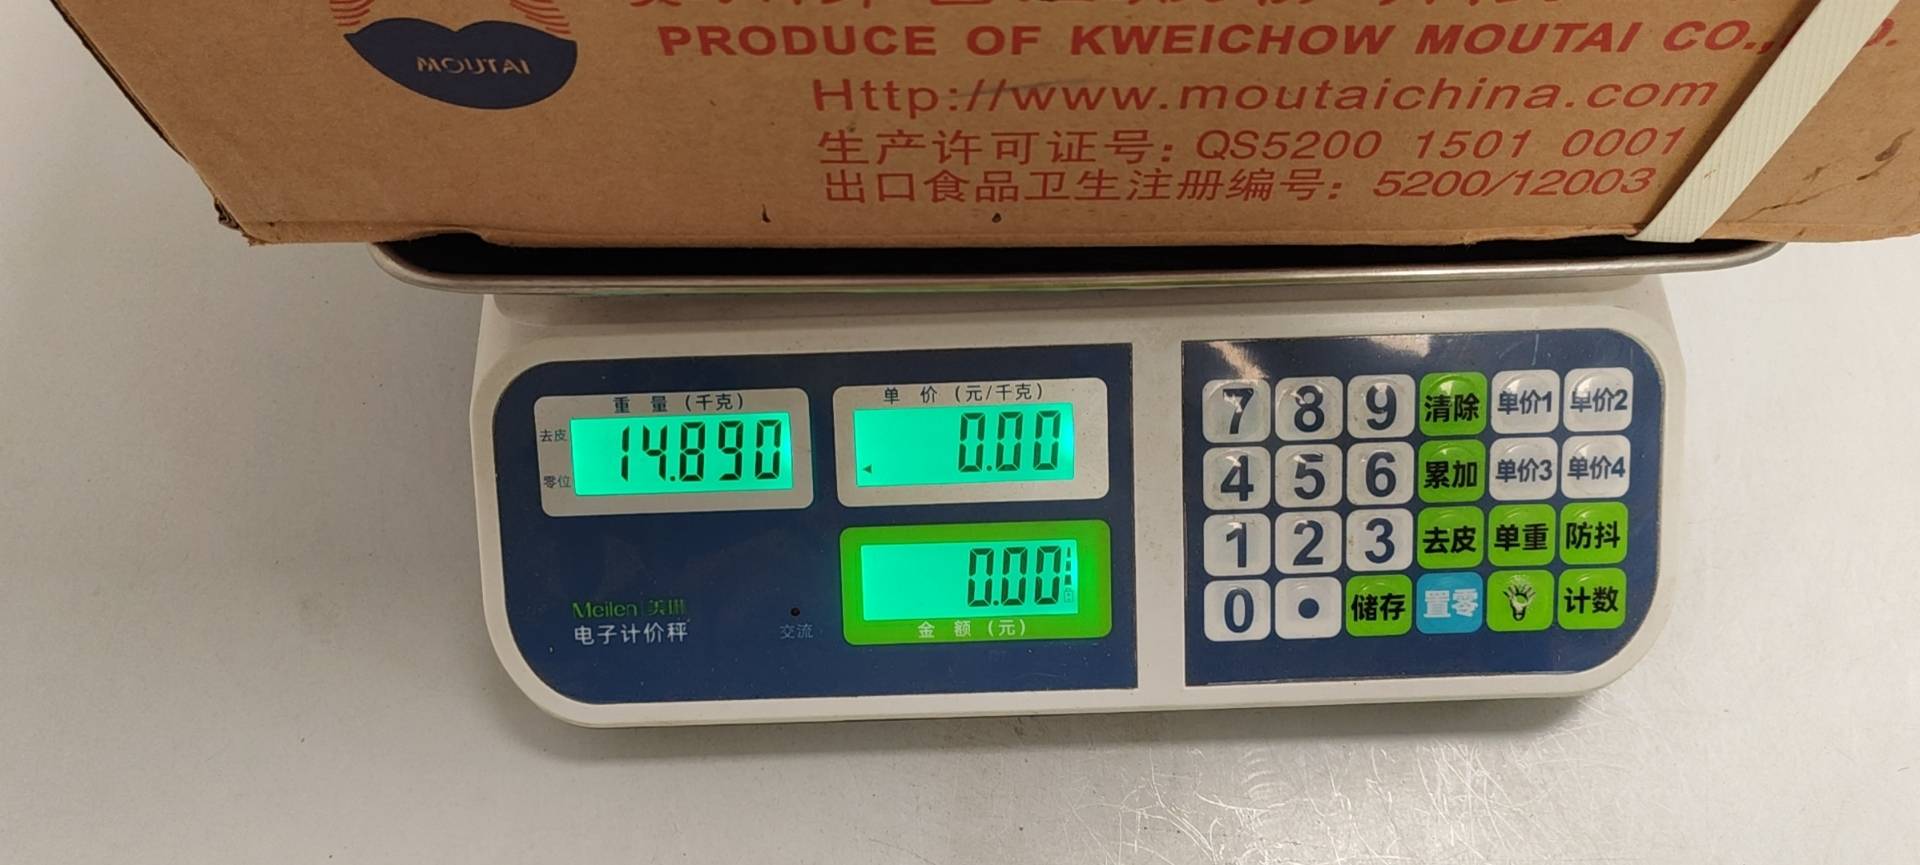 MOUTAI
PRODUCE OF KWEICHOW MOUTAI CO.,
Http://www.moutaichina.com
生产许可证号: QS5200 1501 0001
出口食品卫生注册编号: 5200/12003
重 量 (千克)
去皮
零位
14.890
单 价 (元/千克)
0.00
0.00
金 额 (元)
Meilen 美琳
电子计价秤
交流
7 8 9 清除 单价1 单价2
4 5 6 累加 单价3 单价4
1 2 3 去皮 单重 防抖
0 • 储存 置零 计数